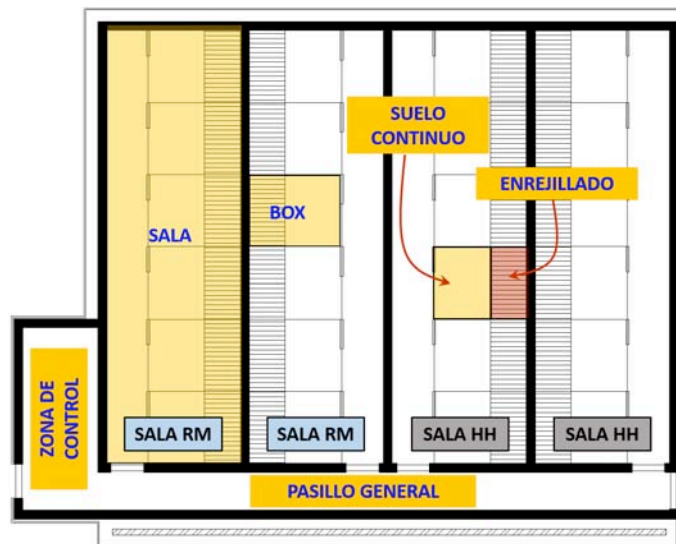 SUELO
CONTINUO
ENREJILLADO
BOX
SALA
ZONA DE
CONTROL
SALA RM
SALA RM
SALA HH
SALA HH
PASILLO GENERAL